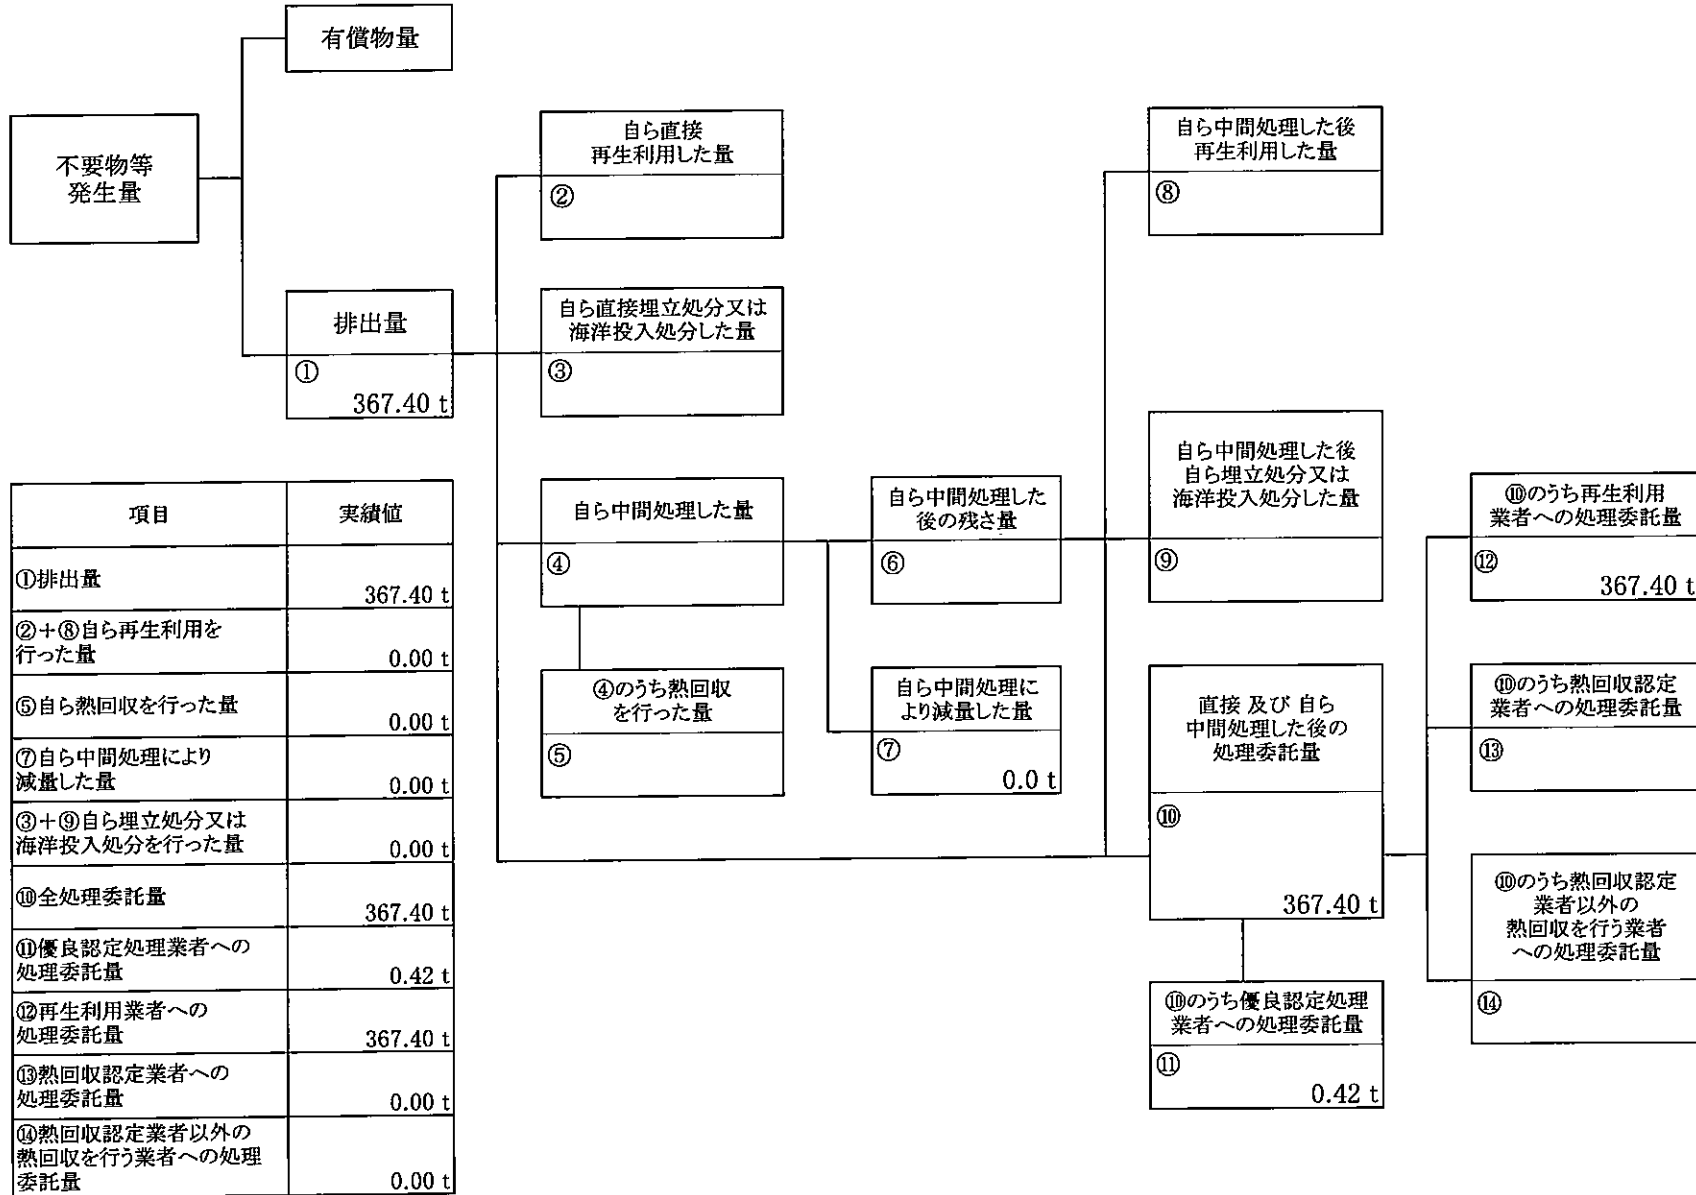 有償物量
不要物等
発生量
排出量
①
367.40 t
自ら直接
再生利用した量
②
自ら直接埋立処分又は
海洋投入処分した量
③
自ら中間処理した量
④
④のうち熱回収
を行った量
⑤
自ら中間処理した
後の残さ量
⑥
自ら中間処理に
より減量した量
⑦
0.0 t
自ら中間処理した後
再生利用した量
⑧
自ら中間処理した後
自ら埋立処分又は
海洋投入処分した量
⑨
直接 及び 自ら
中間処理した後の
処理委託量
⑩
367.40 t
⑩のうち優良認定処理
業者への処理委託量
⑪
0.42 t
⑩のうち再生利用
業者への処理委託量
⑫
367.40 t
⑩のうち熱回収認定
業者への処理委託量
⑬
⑩のうち熱回収認定
業者以外の
熱回収を行う業者
への処理委託量
⑭
項目 実績値
①排出量
367.40 t
②+⑧自ら再生利用を
行った量
0.00 t
⑤自ら熱回収を行った量
0.00 t
⑦自ら中間処理により
減量した量
0.00 t
③+⑨自ら埋立処分又は
海洋投入処分を行った量
0.00 t
⑩全処理委託量
367.40 t
⑪優良認定処理業者への
処理委託量
0.42 t
⑫再生利用業者への
処理委託量
367.40 t
⑬熱回収認定業者への
処理委託量
0.00 t
⑭熱回収認定業者以外の
熱回収を行う業者への処理
委託量
0.00 t